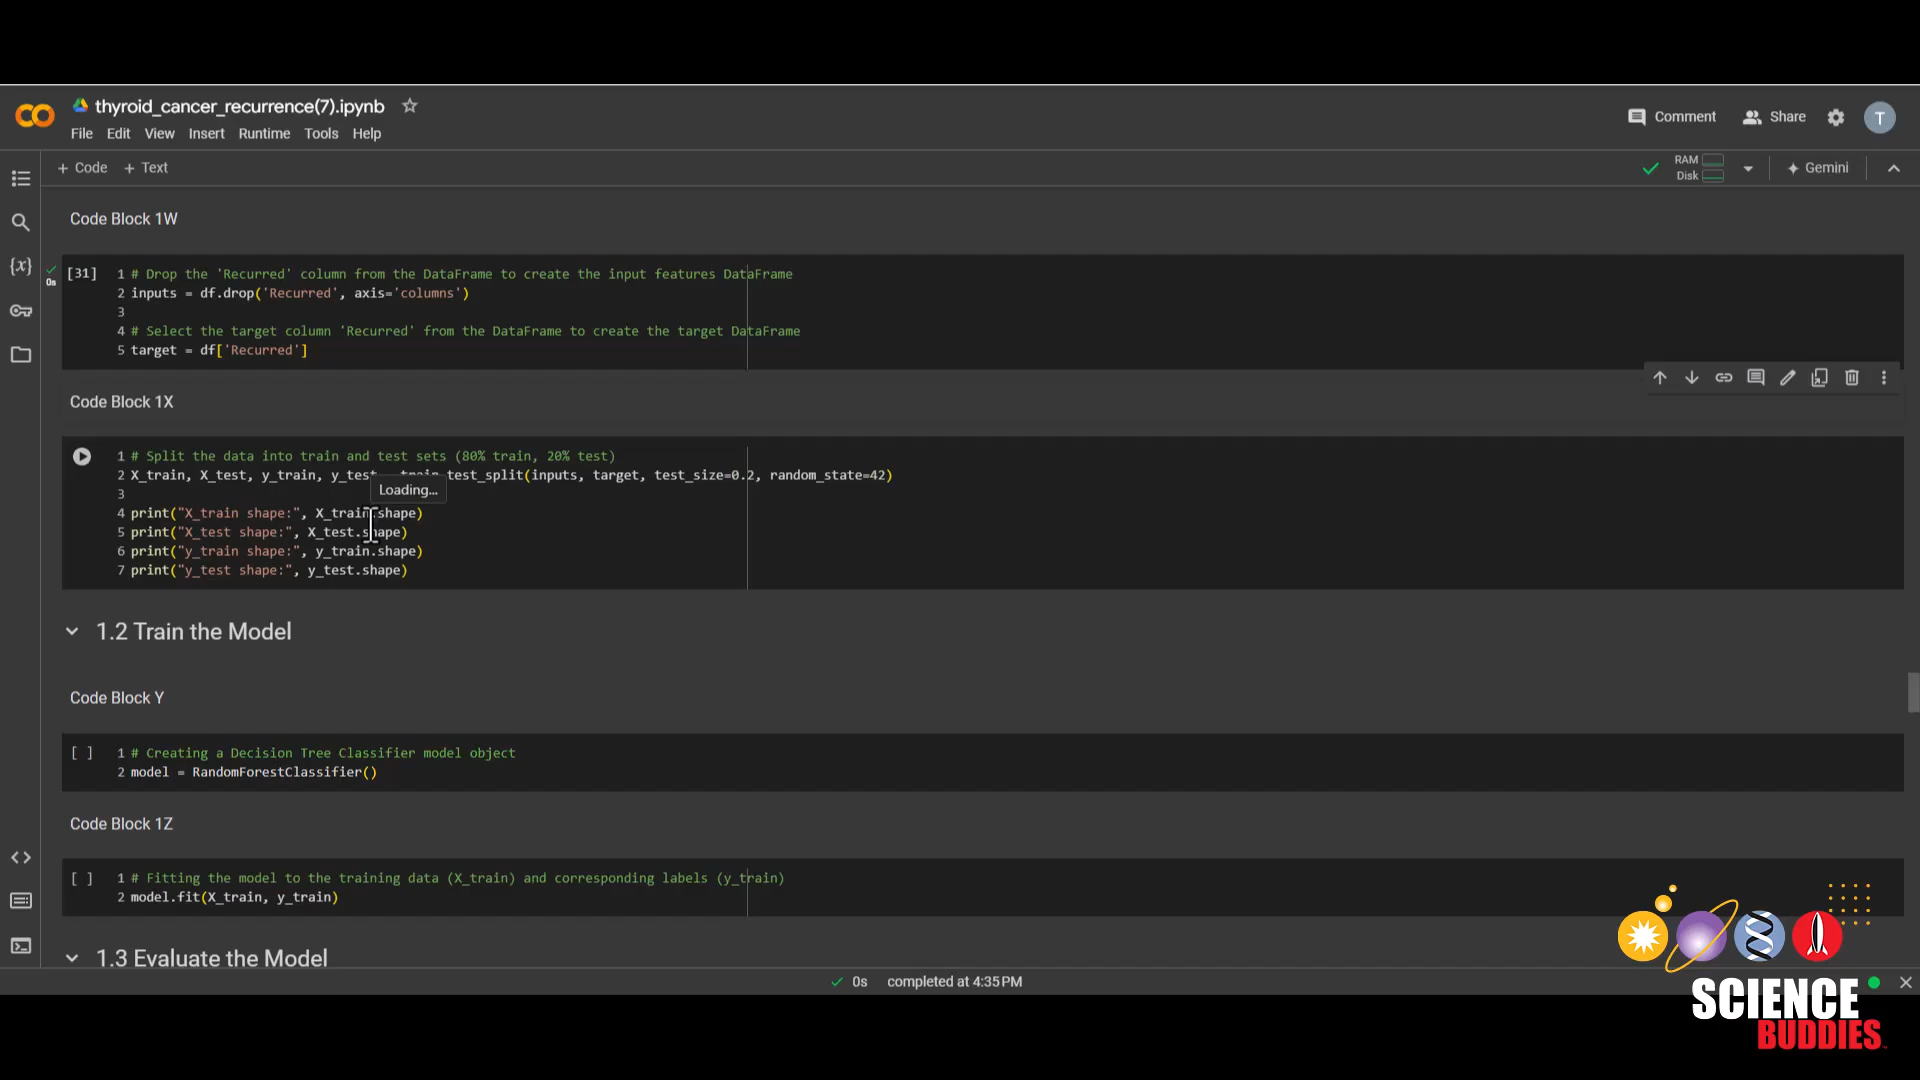 thyroid_cancer_recurrence(7).ipynb
Comment
Share
T
File Edit View Insert Runtime Tools Help
+ Code + Text
RAM
Disk
Gemini
Code Block 1W
[31]
0s
1 # Drop the 'Recurred' column from the DataFrame to create the input features DataFrame
2 inputs = df.drop('Recurred', axis='columns')
3
4 # Select the target column 'Recurred' from the DataFrame to create the target DataFrame
5 target = df['Recurred']
Code Block 1X
1 # Split the data into train and test sets (80% train, 20% test)
2 X_train, X_test, y_train, y_test train_test_split(inputs, target, test_size=0.2, random_state=42)
Loading...
3
4 print("X_train shape:", X_train.shape)
5 print("X_test shape:", X_test.shape)
6 print("y_train shape:", y_train.shape)
7 print("y_test shape:", y_test.shape)
1.2 Train the Model
Code Block Y
[ ]
1 # Creating a Decision Tree Classifier model object
2 model = RandomForestClassifier()
Code Block 1Z
[ ]
1 # Fitting the model to the training data (X_train) and corresponding labels (y_train)
2 model.fit(X_train, y_train)
1.3 Evaluate the Model
0s completed at 4:35 PM
SCIENCE
BUDDIES